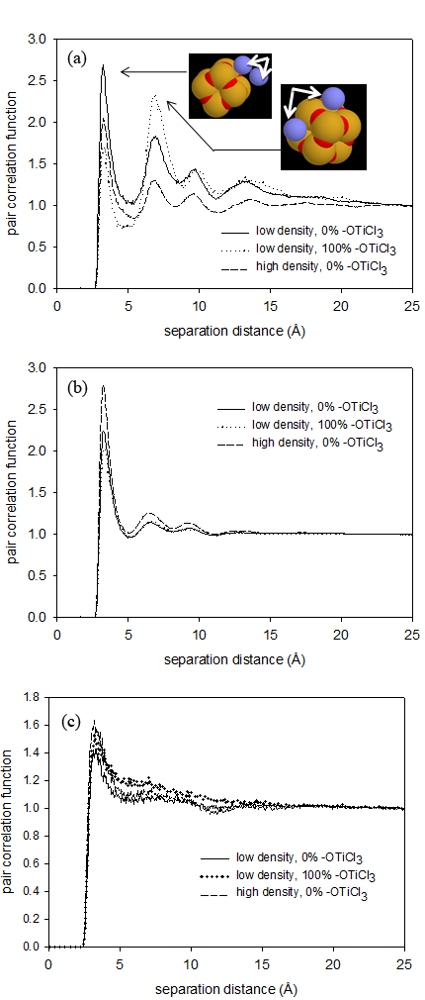 (a)
3.0
2.5
2.0
1.5
1.0
0.5
0.0
pair correlation function
low density, 0% -OTiCl3
low density, 100% -OTiCl3
high density, 0% -OTiCl3
0 5 10 15 20 25
separation distance (Å)
(b)
3.0
2.5
2.0
1.5
1.0
0.5
0.0
pair correlation function
low density, 0% -OTiCl3
low density, 100% -OTiCl3
high density, 0% -OTiCl3
0 5 10 15 20 25
separation distance (Å)
(c)
1.8
1.6
1.4
1.2
1.0
0.8
0.6
0.4
0.2
0.0
pair correlation function
low density, 0% -OTiCl3
low density, 100% -OTiCl3
high density, 0% -OTiCl3
0 5 10 15 20 25
separation distance (Å)